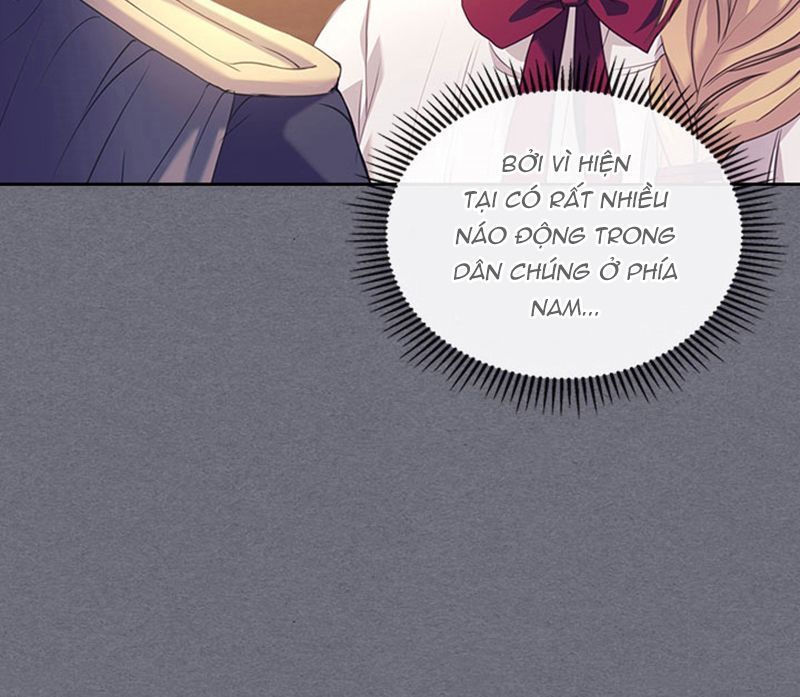 BỞI VÌ HIỆN
TẠI CÓ RẤT NHIỀU
NÁO ĐỘNG TRONG
DÂN CHÚNG Ở PHÍA
NAM...